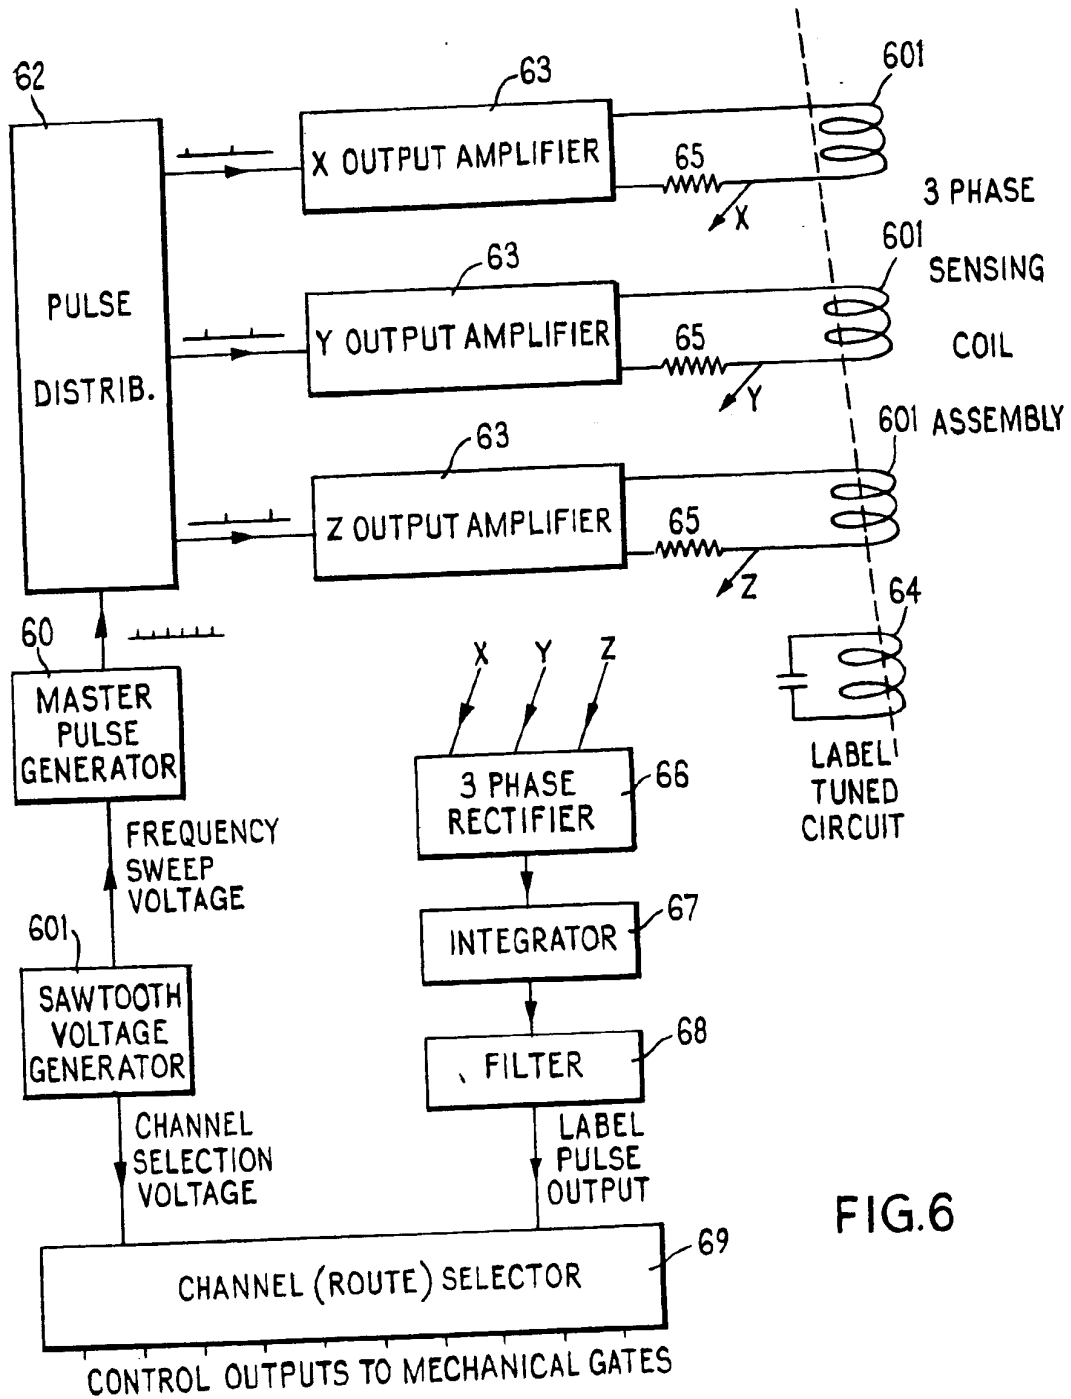 62
63
601
X OUTPUT AMPLIFIER
65
X
3 PHASE
601
SENSING
63
PULSE
DISTRIB.
Y OUTPUT AMPLIFIER
65
Y
COIL
601 ASSEMBLY
63
Z OUTPUT AMPLIFIER
65
Z
64
60
X Y Z
MASTER
PULSE
GENERATOR
3 PHASE
RECTIFIER
66
LABEL
TUNED
CIRCUIT
FREQUENCY
SWEEP
VOLTAGE
601
INTEGRATOR
67
SAWTOOTH
VOLTAGE
GENERATOR
FILTER
68
CHANNEL
SELECTION
VOLTAGE
LABEL
PULSE
OUTPUT
FIG.6
69
CHANNEL (ROUTE) SELECTOR
CONTROL OUTPUTS TO MECHANICAL GATES